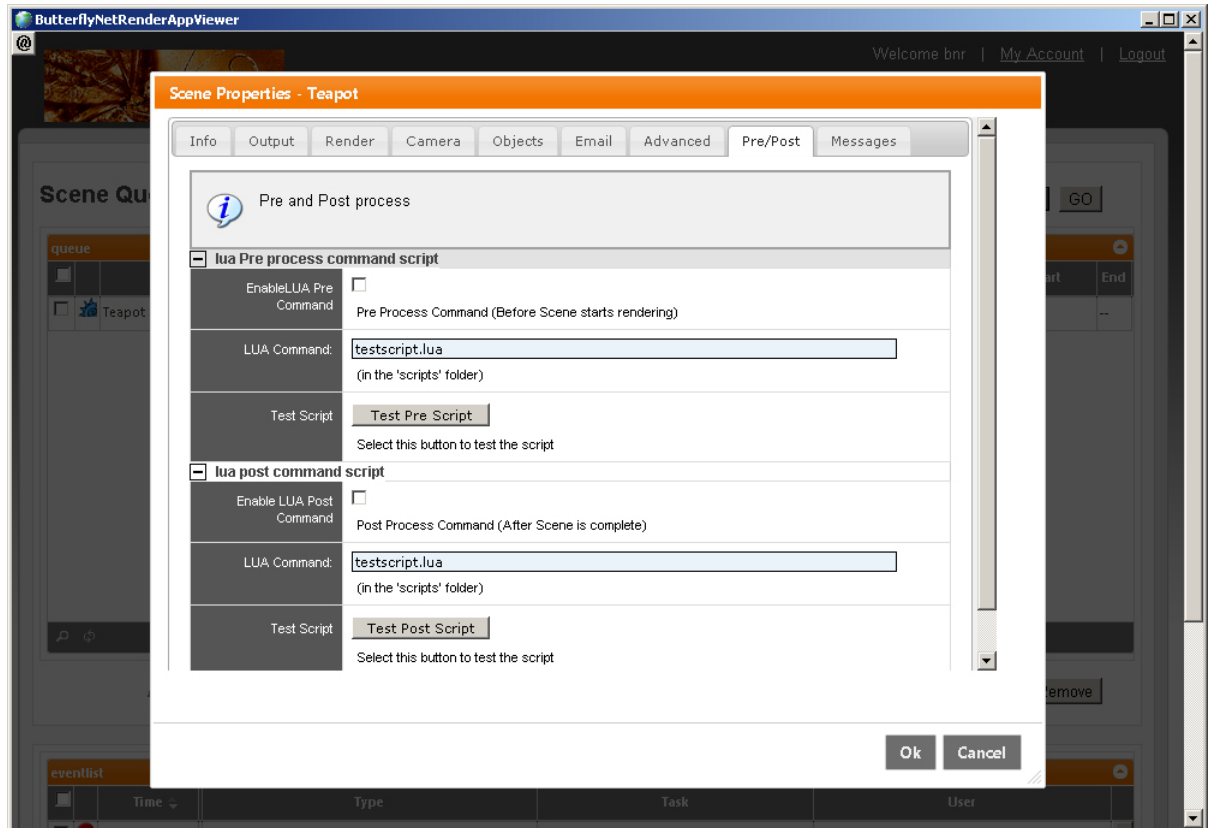 ButterflyNetRenderAppViewer
@
Welcome bnr | My Account | Logout
Scene Properties - Teapot
Info Output Render Camera Objects Email Advanced Pre/Post Messages
Scene Qu
GO
Pre and Post process
queue
lua Pre process command script
End
EnableLUA Pre
Command
Pre Process Command (Before Scene starts rendering)
Teapot
--
LUA Command:
testscript.lua
(in the 'scripts' folder)
Test Script
Test Pre Script
Select this button to test the script
lua post command script
Enable LUA Post
Command
Post Process Command (After Scene is complete)
LUA Command:
testscript.lua
(in the 'scripts' folder)
Test Script
Test Post Script
Select this button to test the script
emove
Ok Cancel
eventlist
Time Type Task User